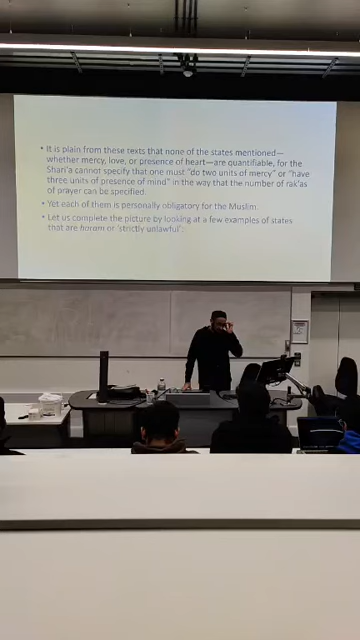 • It is plain from these texts that none of the states mentioned—
whether mercy, love, or presence of heart—are quantifiable, for the
Shari'a cannot specify that one must "do two units of mercy" or "have
three units of presence of mind" in the way that the number of rak'as
of prayer can be specified.
• Yet each of them is personally obligatory for the Muslim.
• Let us complete the picture by looking at a few examples of states
that are haram or 'strictly unlawful':